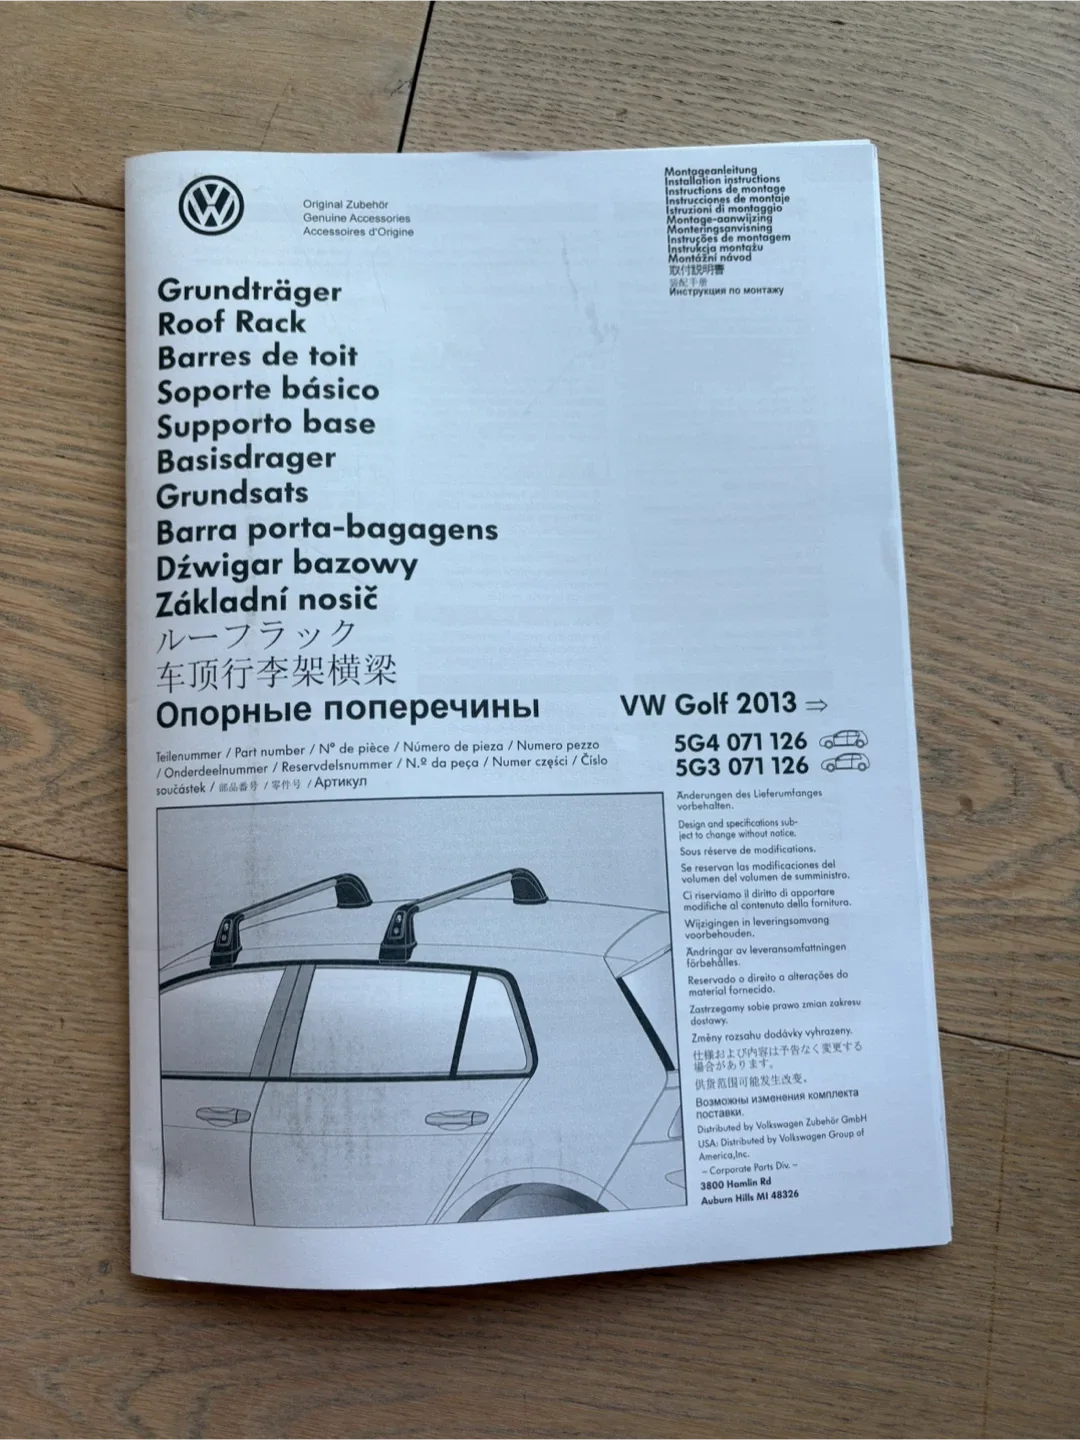 Original Zubehör
Genuine Accessories
Accessoires d'Origine
Montageanleitung
Installation instructions
Instructions de montage
Instrucciones de montaje
Istruzioni di montaggio
Montage-aanwijzing
Monteringsanvisning
Instruções de montagem
Instrukcja montażu
Montážní návod
取付説明書
装配手册
Инструкция по монтажу
Grundträger
Roof Rack
Barres de toit
Soporte básico
Supporto base
Basisdrager
Grundsats
Barra porta-bagagens
Dźwigar bazowy
Základní nosič
ルーフラック
车顶行李架横梁
Опорные поперечины
VW Golf 2013 ⇒
5G4 071 126
5G3 071 126
Teilenummer / Part number / N° de pièce / Número de pieza / Numero pezzo
/ Onderdeelnummer / Reservdelsnummer / N.º da peça / Numer części / Číslo
součástek / 部品番号 / 零件号 / Артикул
Änderungen des Lieferumfanges
vorbehalten.
Design and specifications sub-
ject to change without notice.
Sous réserve de modifications.
Se reservan las modificaciones del
volumen del volumen de sumministro.
Ci riserviamo il diritto di apportare
modifiche al contenuto della fornitura.
Wijzigingen in leveringsomvang
voorbehouden.
Ändringar av leveransomfattningen
förbehålles.
Reservado o direito a alterações do
material fornecido.
Zastrzegamy sobie prawo zmian zakresu
dostawy.
Změny rozsahu dodávky vyhrazeny.
仕様および内容は予告なく変更する
場合があります。
供货范围可能发生改变。
Возможны изменения комплекта
поставки.
Distributed by Volkswagen Zubehör GmbH
USA: Distributed by Volkswagen Group of
America,Inc.
– Corporate Parts Div. –
3800 Hamlin Rd
Auburn Hills MI 48326